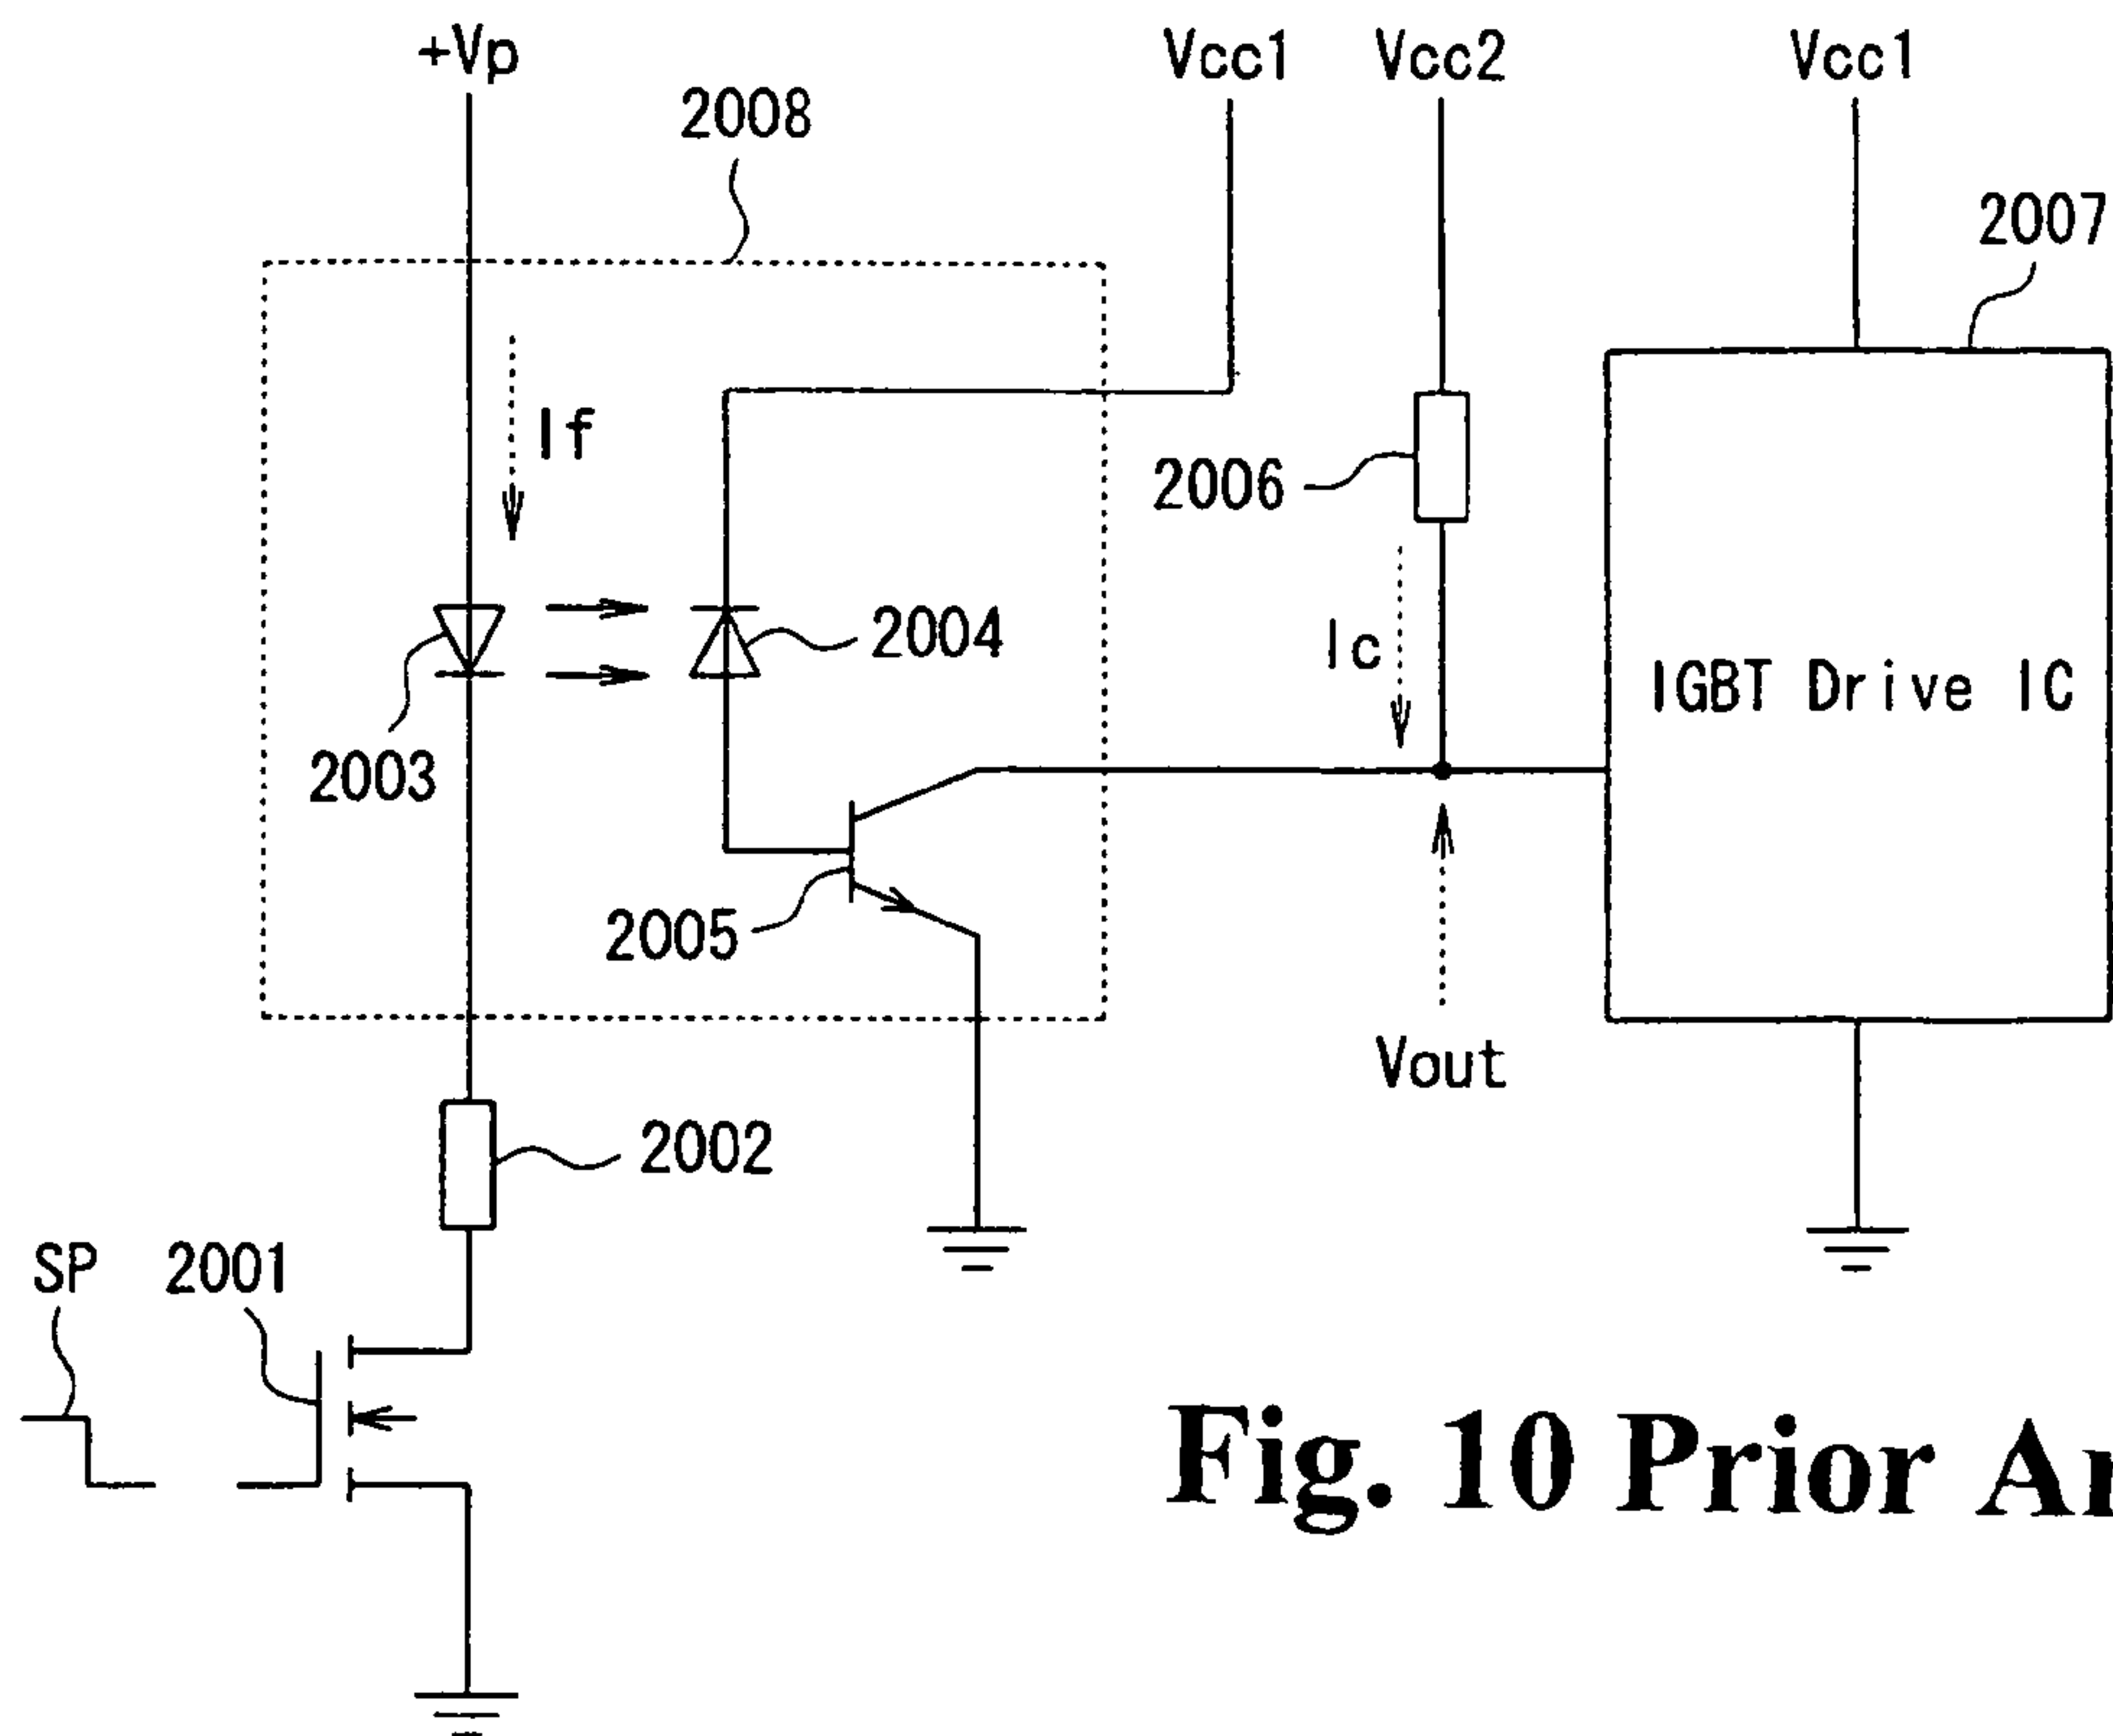 +Vp
Vcc1
Vcc2
Vcc1
2008
2007
If
2006
2004
Ic
IGBT Drive IC
2003
2005
Vout
2002
SP
2001
Fig. 10 Prior